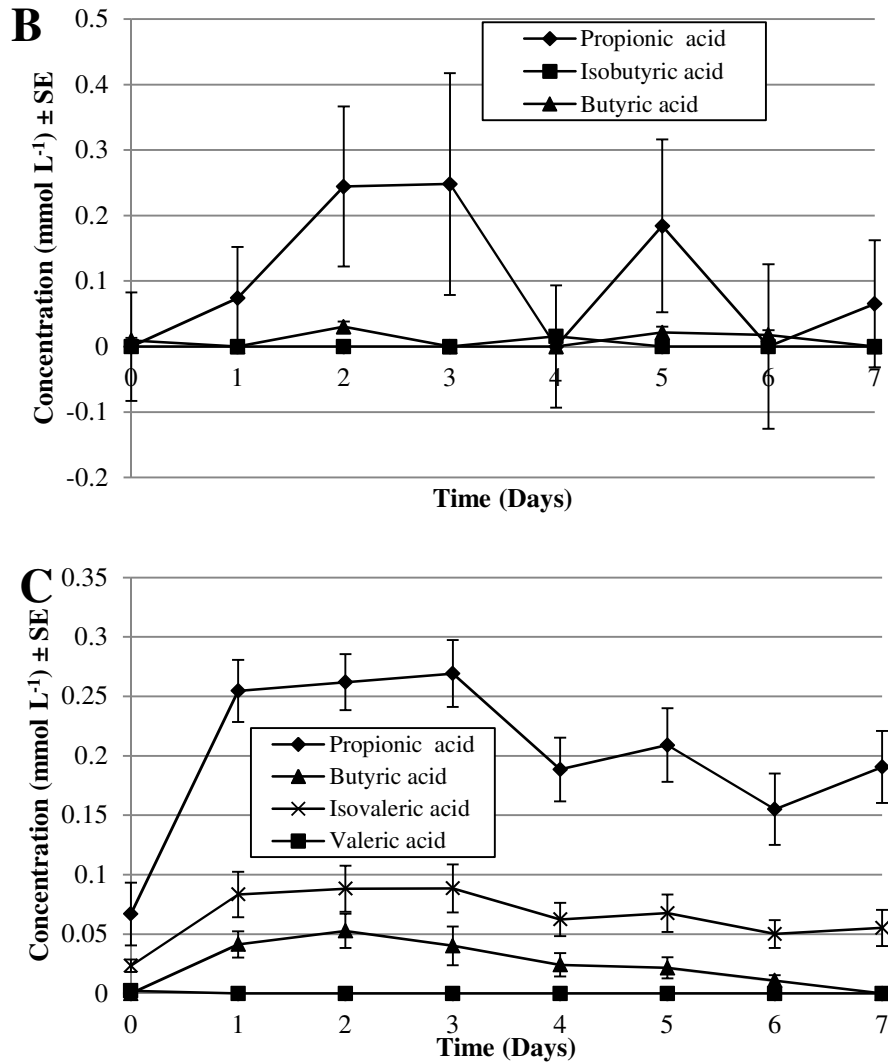 B
Concentration (mmol L⁻¹) ± SE
0.5
0.4
0.3
0.2
0.1
0
-0.1
-0.2
Propionic acid
Isobutyric acid
Butyric acid
0 1 2 3 4 5 6 7
Time (Days)
C
Concentration (mmol L⁻¹) ± SE
0.35
0.3
0.25
0.2
0.15
0.1
0.05
0
Propionic acid
Butyric acid
Isovaleric acid
Valeric acid
0 1 2 3 4 5 6 7
Time (Days)